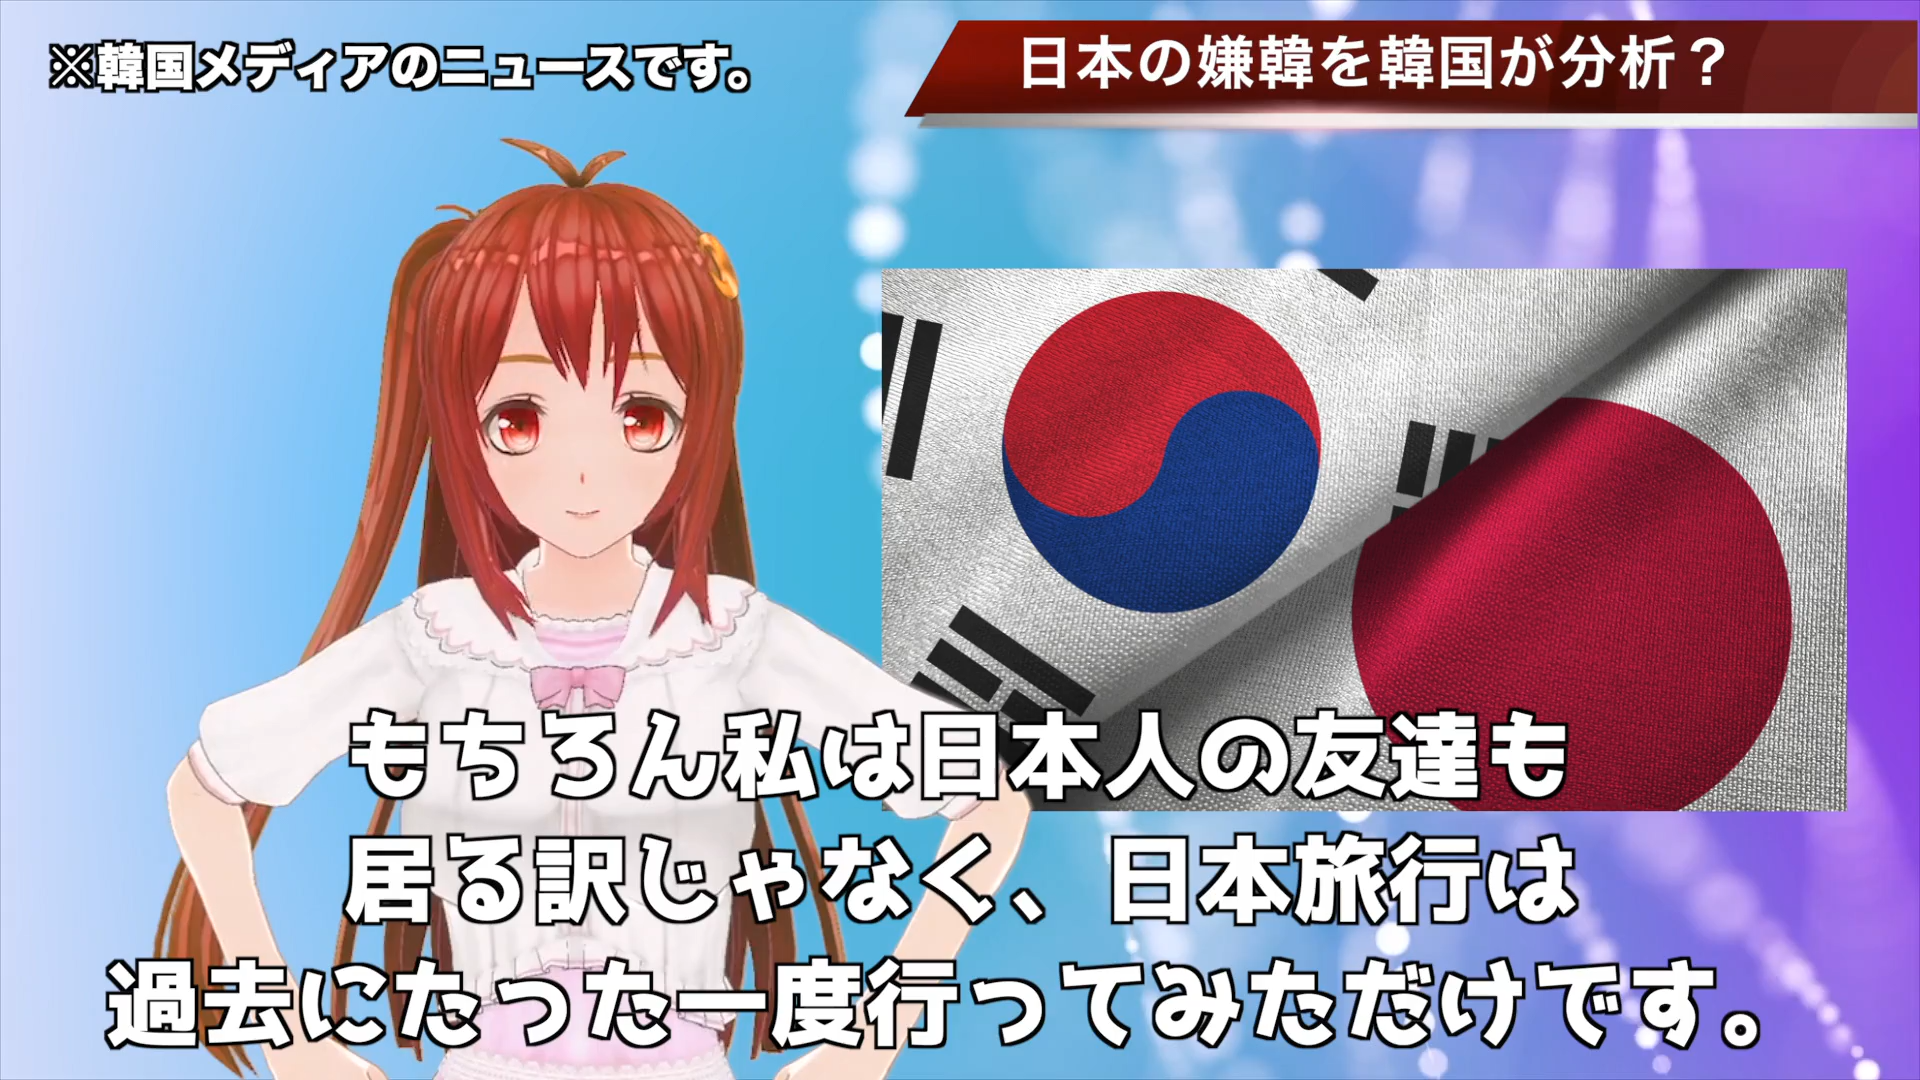 ※韓国メディアのニュースです。
日本の嫌韓を韓国が分析？
もちろん私は日本人の友達も
居る訳じゃなく、日本旅行は
過去にたった一度行ってみただけです。